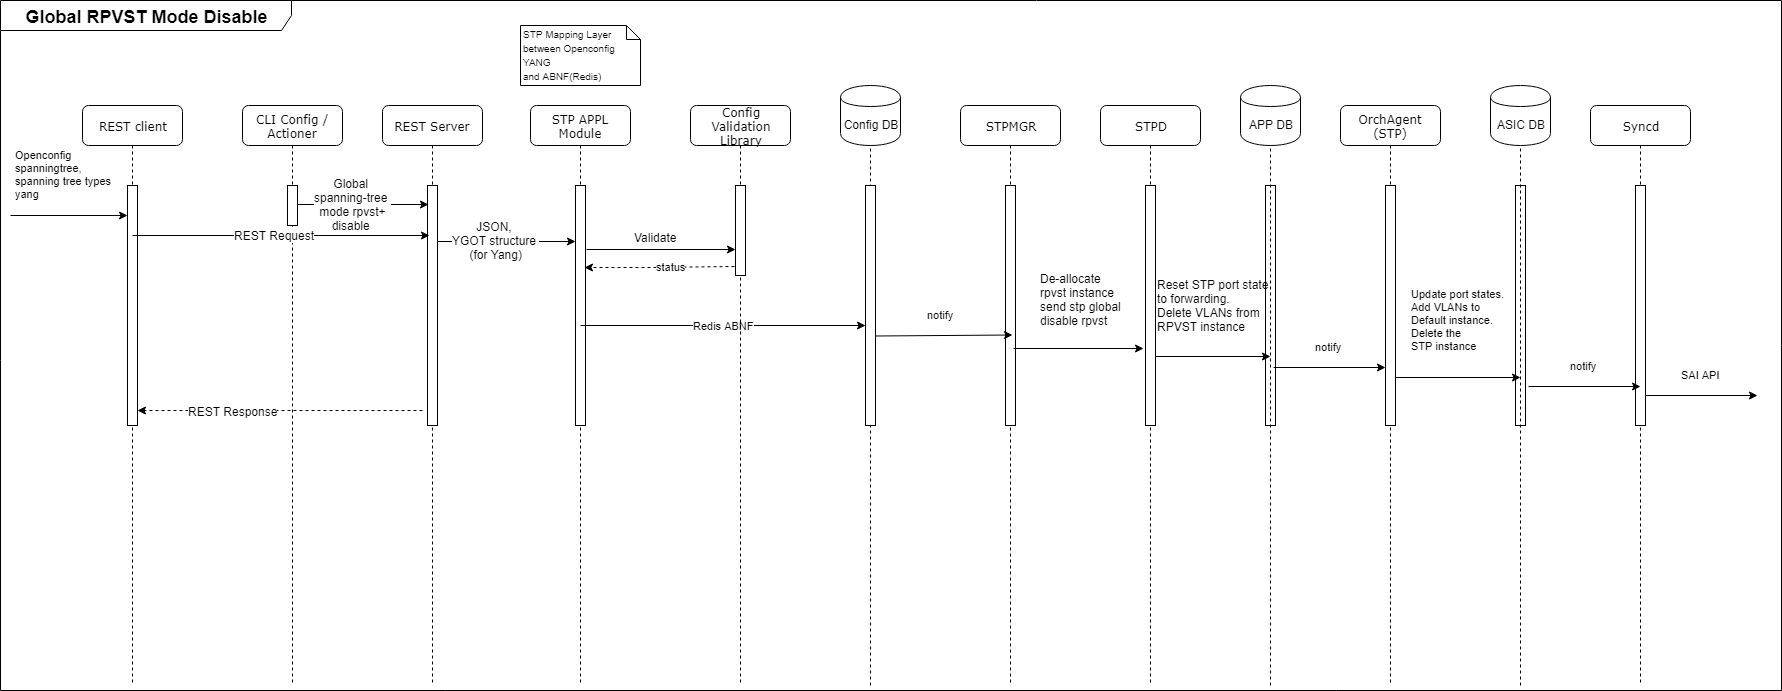 Global RPVST Mode Disable
STP Mapping Layer
between Openconfig
YANG
and ABNF(Redis)
REST client
CLI Config /
Actioner
REST Server
STP APPL
Module
Config
Validation
Library
Config DB
STPMGR
STPD
APP DB
OrchAgent
(STP)
ASIC DB
Syncd
Openconfig
spanningtree,
spanning tree types
yang
Global
spanning-tree
mode rpvst+
disable
REST Request
JSON,
YGOT structure
(for Yang)
Validate
status
Redis ABNF
notify
De-allocate
rpvst instance
send stp global
disable rpvst
Reset STP port state
to forwarding.
Delete VLANs from
RPVST instance
notify
Update port states.
Add VLANs to
Default instance.
Delete the
STP instance
notify
SAI API
REST Response